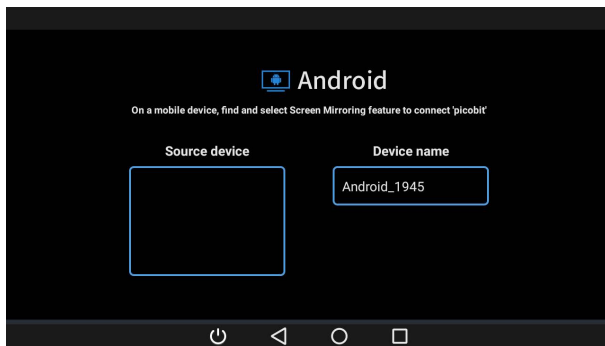 Android
On a mobile device, find and select Screen Mirroring feature to connect 'picobit'
Source device
Device name
Android_1945